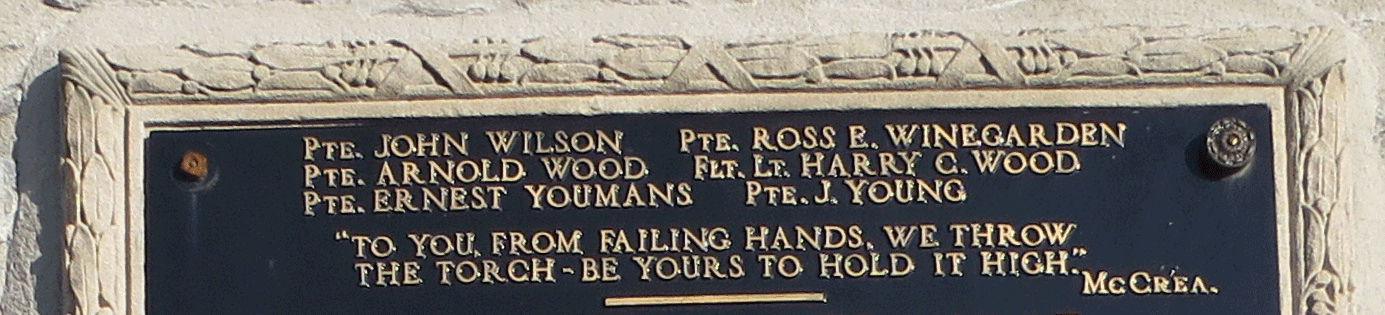 PTE. JOHN WILSON PTE. ROSS E. WINEGARDEN
PTE. ARNOLD WOOD FLT. LT. HARRY C. WOOD
PTE. ERNEST YOUMANS PTE. J. YOUNG
"TO YOU, FROM FAILING HANDS, WE THROW
THE TORCH - BE YOURS TO HOLD IT HIGH."
McCREA.